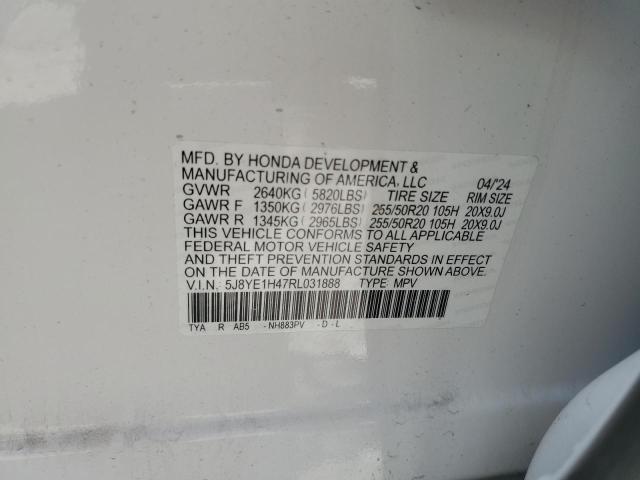 MFD. BY HONDA DEVELOPMENT &
MANUFACTURING OF AMERICA, LLC 04/'24
GVWR 2640KG ( 5820LBS) TIRE SIZE RIM SIZE
GAWR F 1350KG ( 2976LBS) 255/50R20 105H 20X9.0J
GAWR R 1345KG ( 2965LBS) 255/50R20 105H 20X9.0J
THIS VEHICLE CONFORMS TO ALL APPLICABLE
FEDERAL MOTOR VEHICLE SAFETY
AND THEFT PREVENTION STANDARDS IN EFFECT
ON THE DATE OF MANUFACTURE SHOWN ABOVE.
V.I.N.: 5J8YE1H47RL031888 TYPE: MPV
TYA R AB5 -NH883PV -D-L